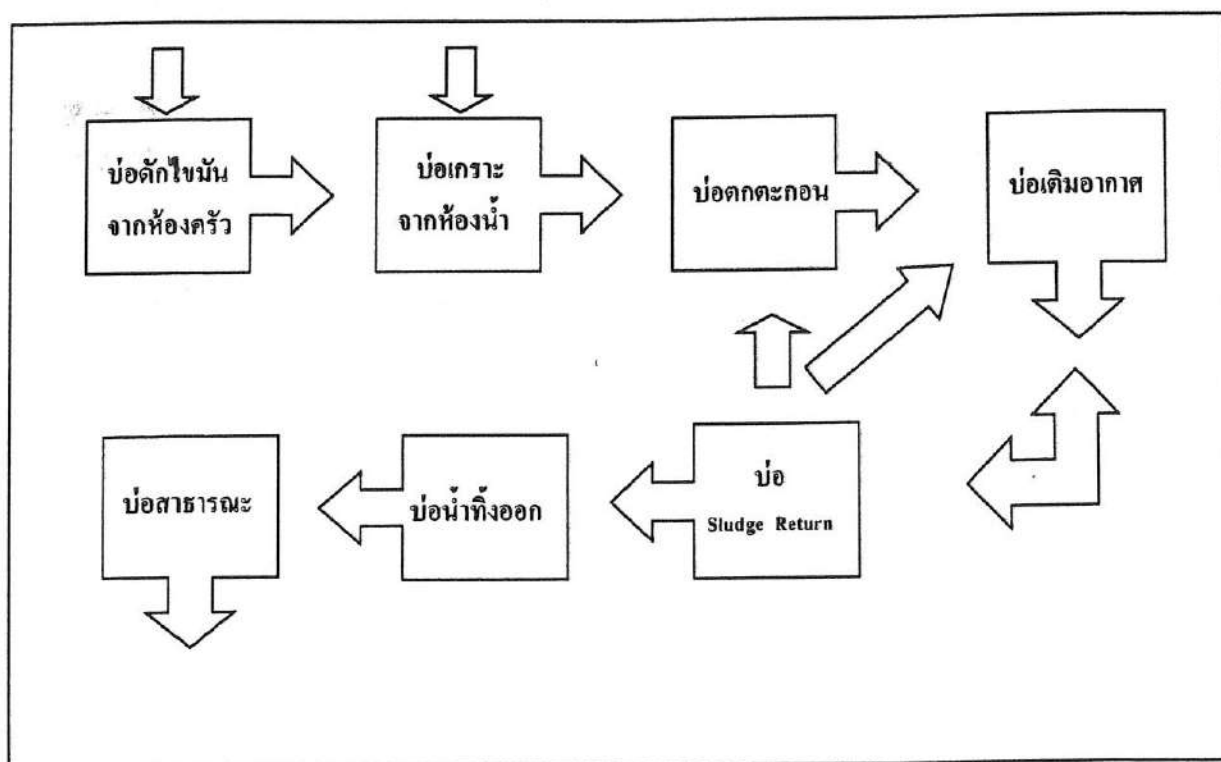 บ่อดักไขมัน
จากห้องครัว
บ่อเกราะ
จากห้องน้ำ
บ่อตกตะกอน
บ่อเติมอากาศ
บ่อสาธารณะ
บ่อน้ำทิ้งออก
บ่อ
Sludge Return